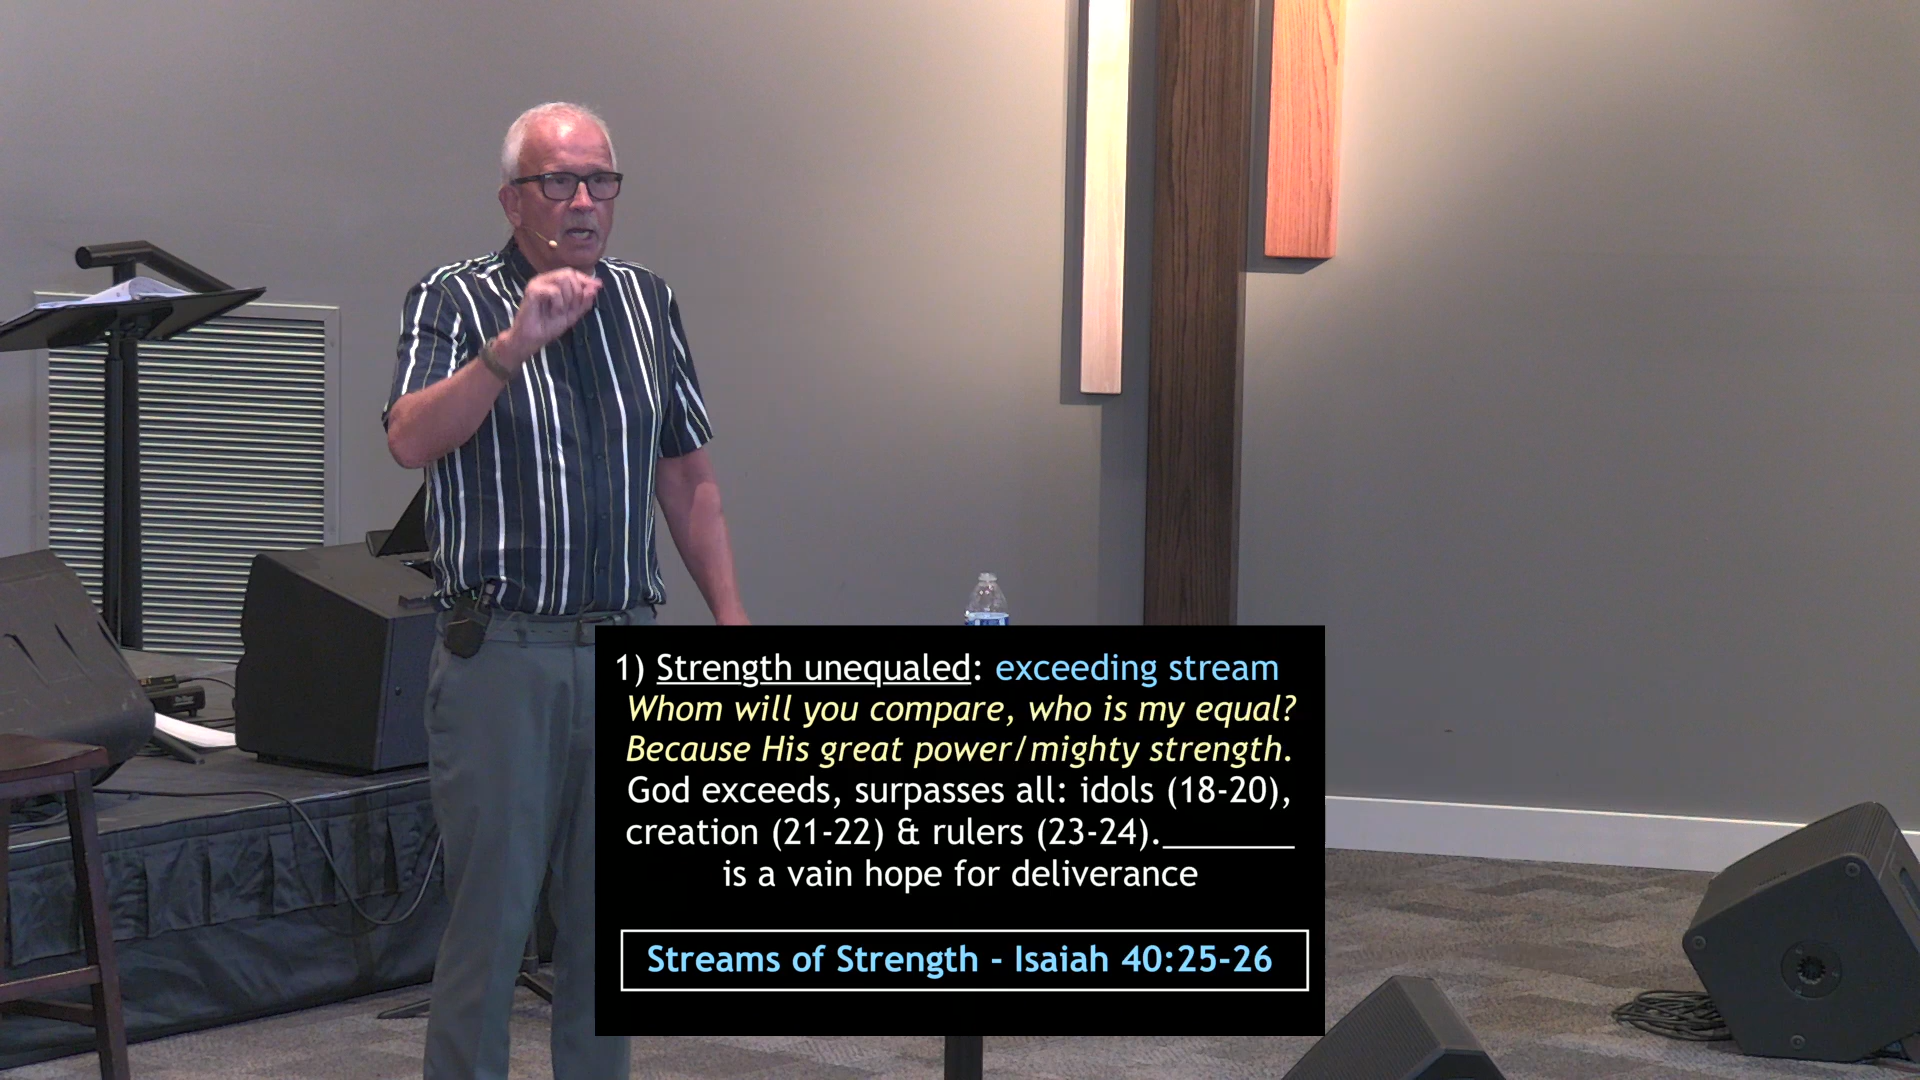 1) Strength unequaled: exceeding stream
Whom will you compare, who is my equal?
Because His great power/mighty strength.
God exceeds, surpasses all: idols (18-20),
creation (21-22) & rulers (23-24).______
is a vain hope for deliverance
Streams of Strength - Isaiah 40:25-26